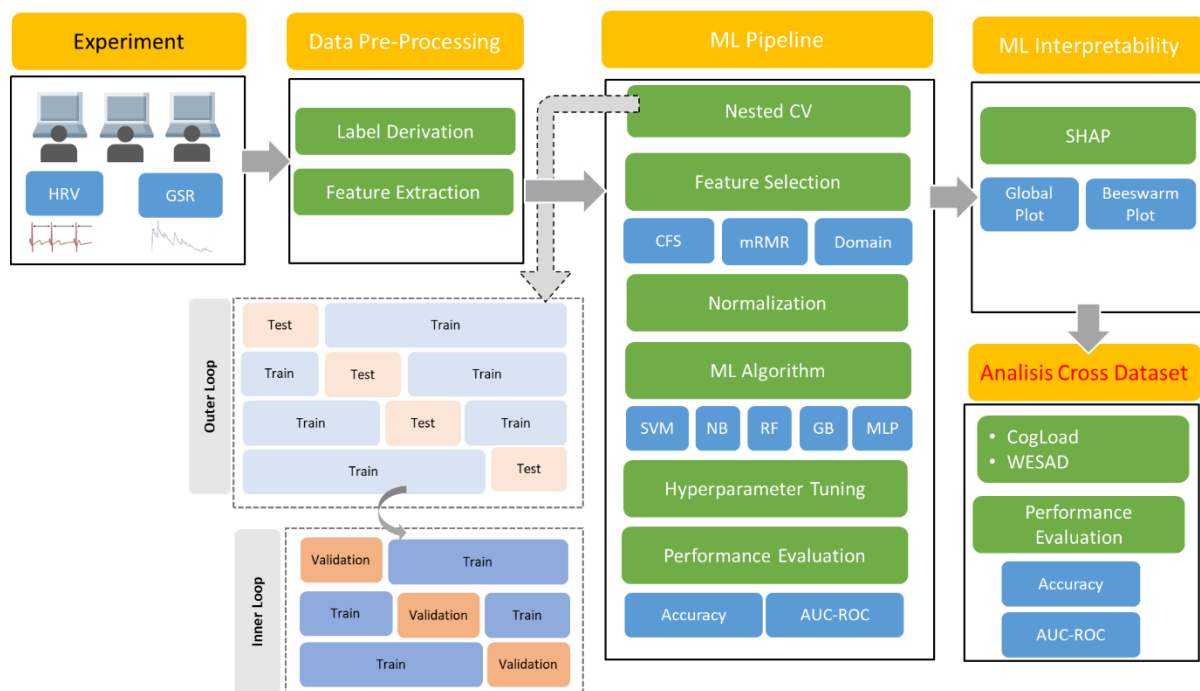 Experiment
HRV
GSR
Data Pre-Processing
Label Derivation
Feature Extraction
ML Pipeline
Nested CV
Feature Selection
CFS
mRMR
Domain
Normalization
ML Algorithm
SVM
NB
RF
GB
MLP
Hyperparameter Tuning
Performance Evaluation
Accuracy
AUC-ROC
ML Interpretability
SHAP
Global
Plot
Beeswarm
Plot
Analisis Cross Dataset
• CogLoad
• WESAD
Performance
Evaluation
Accuracy
AUC-ROC
Outer Loop
Test
Train
Train
Test
Train
Train
Test
Train
Train
Test
Inner Loop
Validation
Train
Train
Validation
Train
Train
Validation